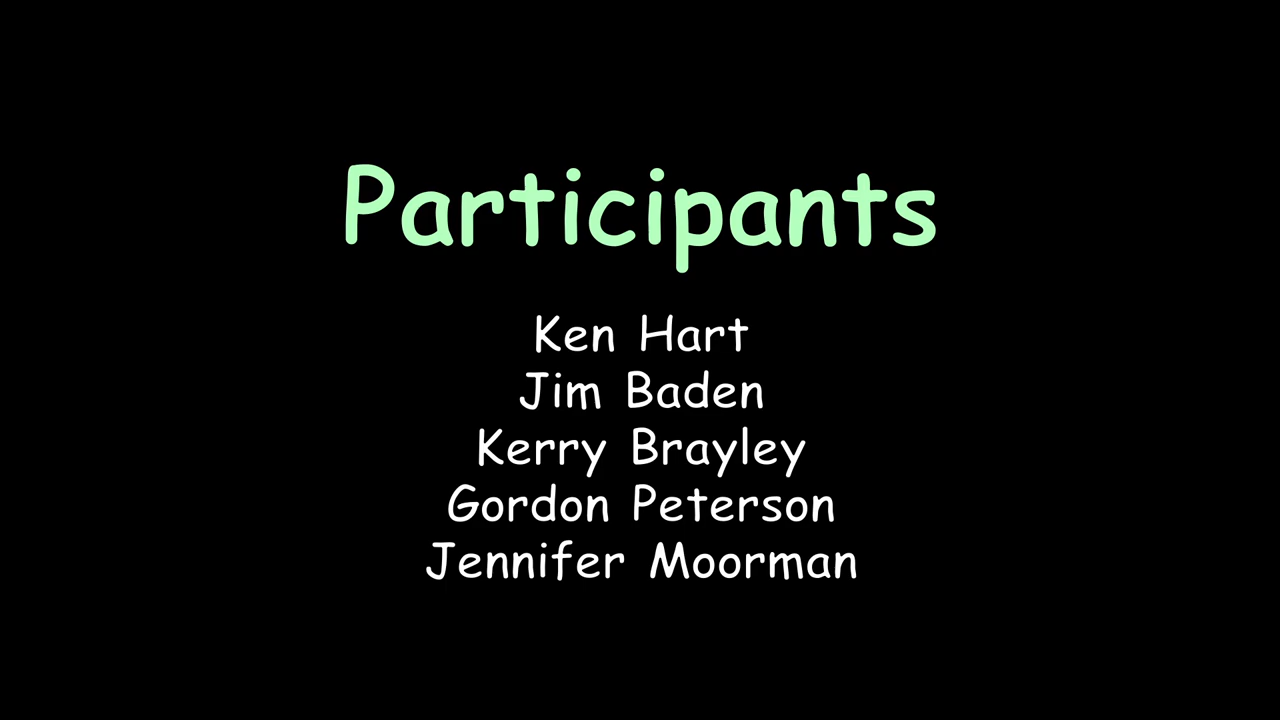 Participants
Ken Hart
Jim Baden
Kerry Brayley
Gordon Peterson
Jennifer Moorman